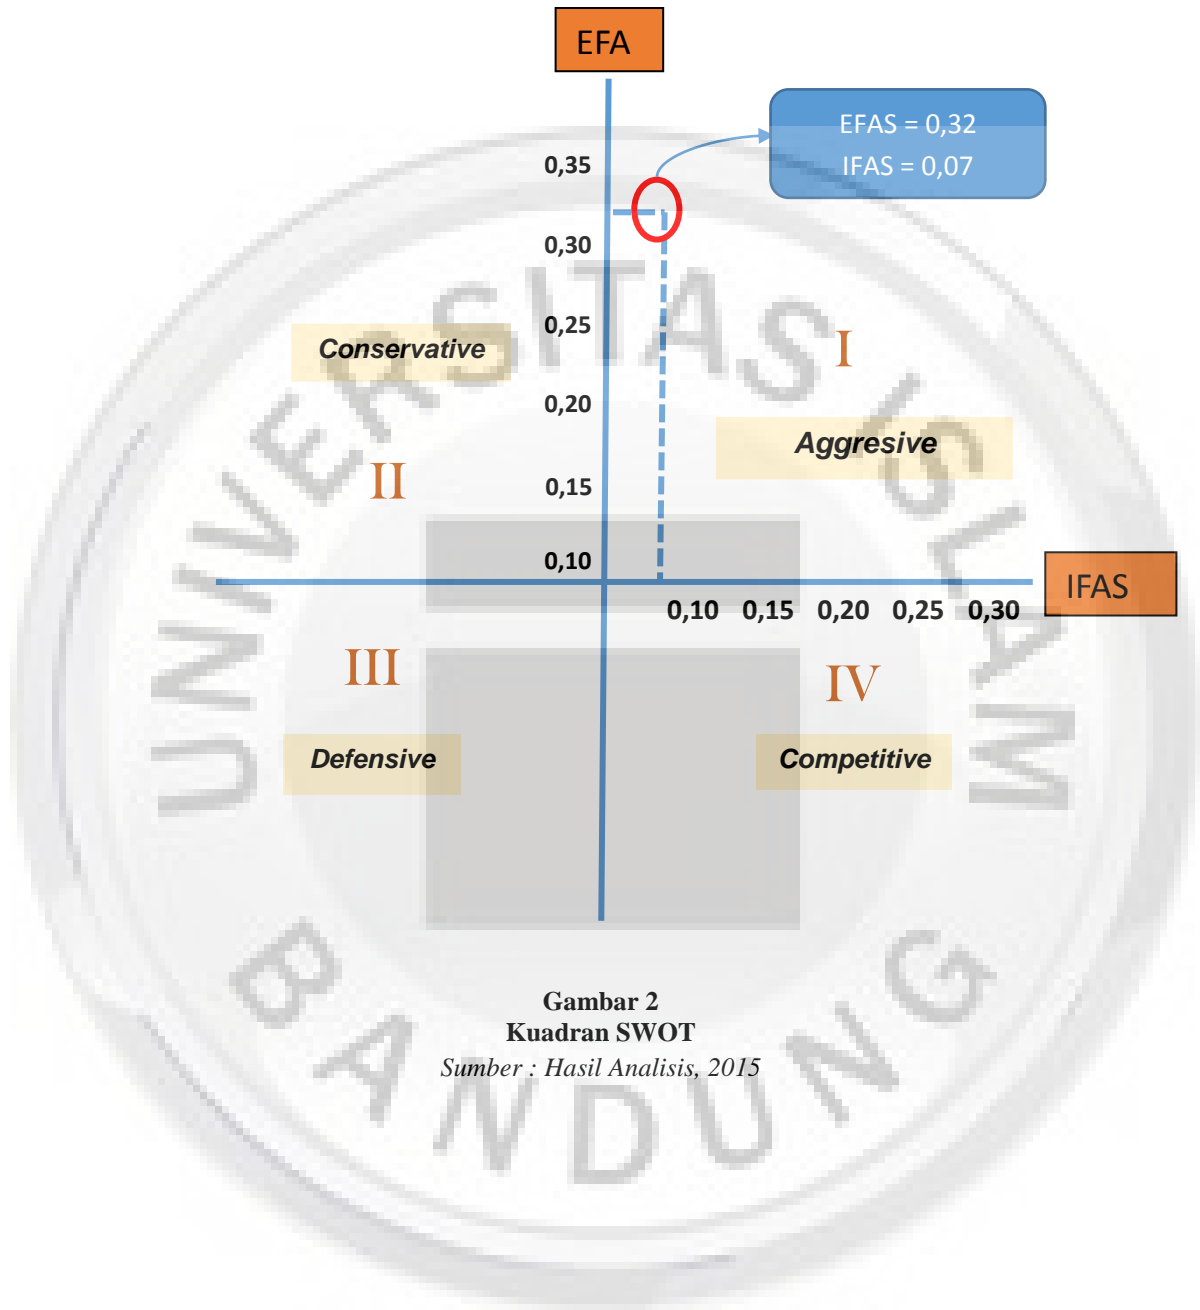 EFA
EFAS = 0,32
IFAS = 0,07
0,35
0,30
0,25
I
Conservative
0,20
Aggresive
II
0,15
0,10
IFAS
0,10 0,15 0,20 0,25 0,30
III
IV
Defensive
Competitive
Gambar 2
Kuadran SWOT
Sumber : Hasil Analisis, 2015
UNIVERSITAS ISLAM
BANDUNG